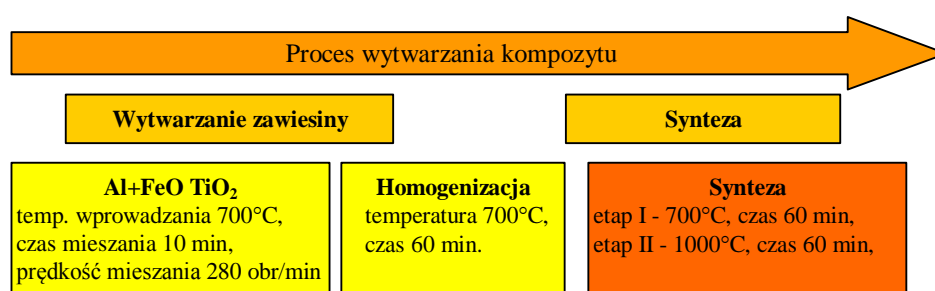 Proces wytwarzania kompozytu
Wytwarzanie zawiesiny
Synteza
Al+FeO TiO₂
temp. wprowadzania 700°C,
czas mieszania 10 min,
prędkość mieszania 280 obr/min
Homogenizacja
temperatura 700°C,
czas 60 min.
Synteza
etap I - 700°C, czas 60 min,
etap II - 1000°C, czas 60 min,